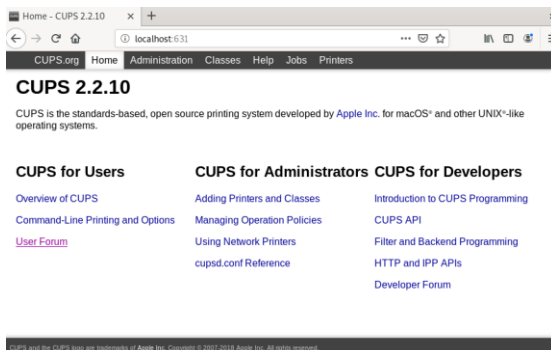 Home - CUPS 2.2.10
localhost:631
CUPS.org Home Administration Classes Help Jobs Printers
CUPS 2.2.10
CUPS is the standards-based, open source printing system developed by Apple Inc. for macOS® and other UNIX®-like
operating systems.
CUPS for Users
Overview of CUPS
Command-Line Printing and Options
User Forum
CUPS for Administrators
Adding Printers and Classes
Managing Operation Policies
Using Network Printers
cupsd.conf Reference
CUPS for Developers
Introduction to CUPS Programming
CUPS API
Filter and Backend Programming
HTTP and IPP APIs
Developer Forum
CUPS and the CUPS logo are trademarks of Apple Inc. Copyright © 2007-2018 Apple Inc. All rights reserved.